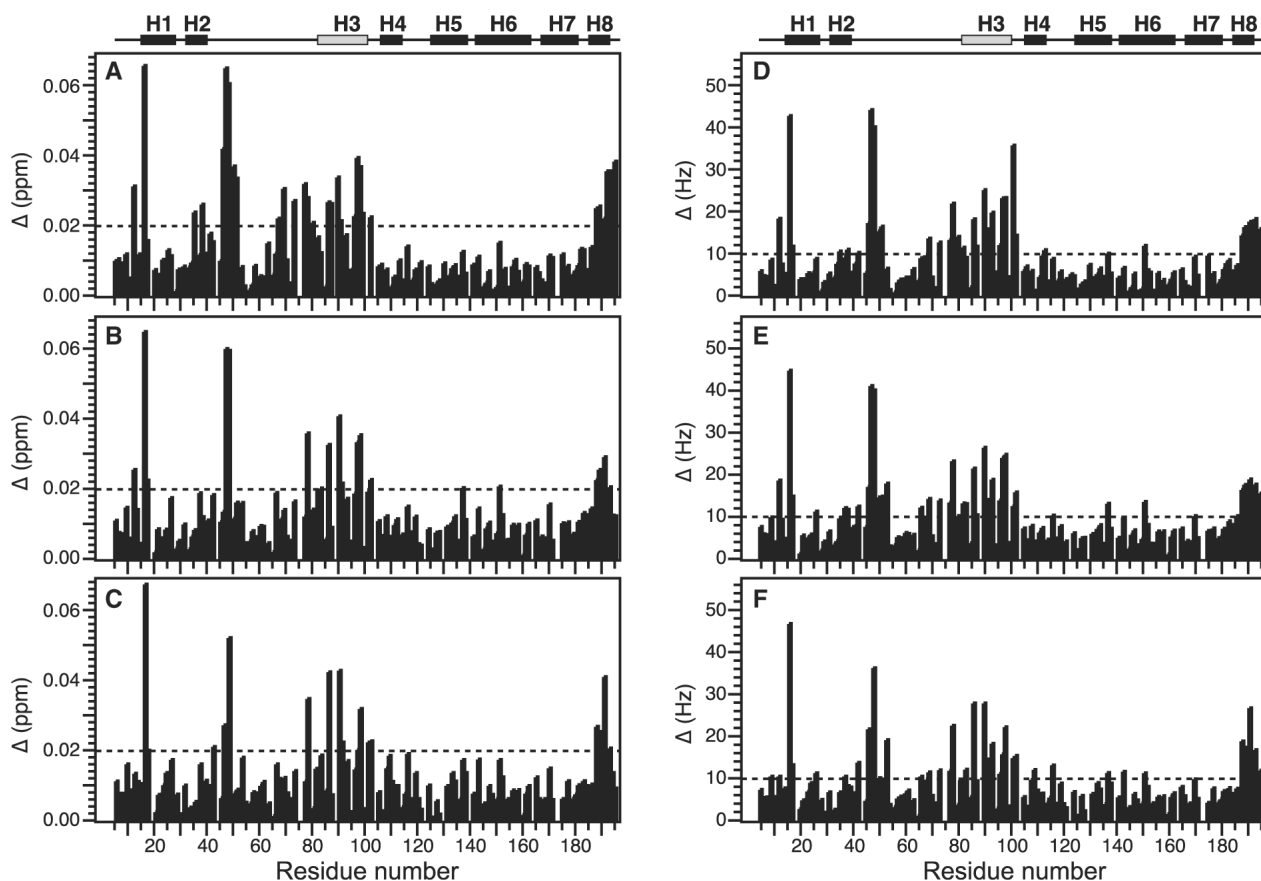 H1 H2 H3 H4 H5 H6 H7 H8
A
Δ (ppm)
0.06
0.04
0.02
0.00
B
Δ (ppm)
0.06
0.04
0.02
0.00
C
Δ (ppm)
0.06
0.04
0.02
0.00
20 40 60 80 100 120 140 160 180
Residue number
H1 H2 H3 H4 H5 H6 H7 H8
D
Δ (Hz)
50
40
30
20
10
0
E
Δ (Hz)
50
40
30
20
10
0
F
Δ (Hz)
50
40
30
20
10
0
20 40 60 80 100 120 140 160 180
Residue number